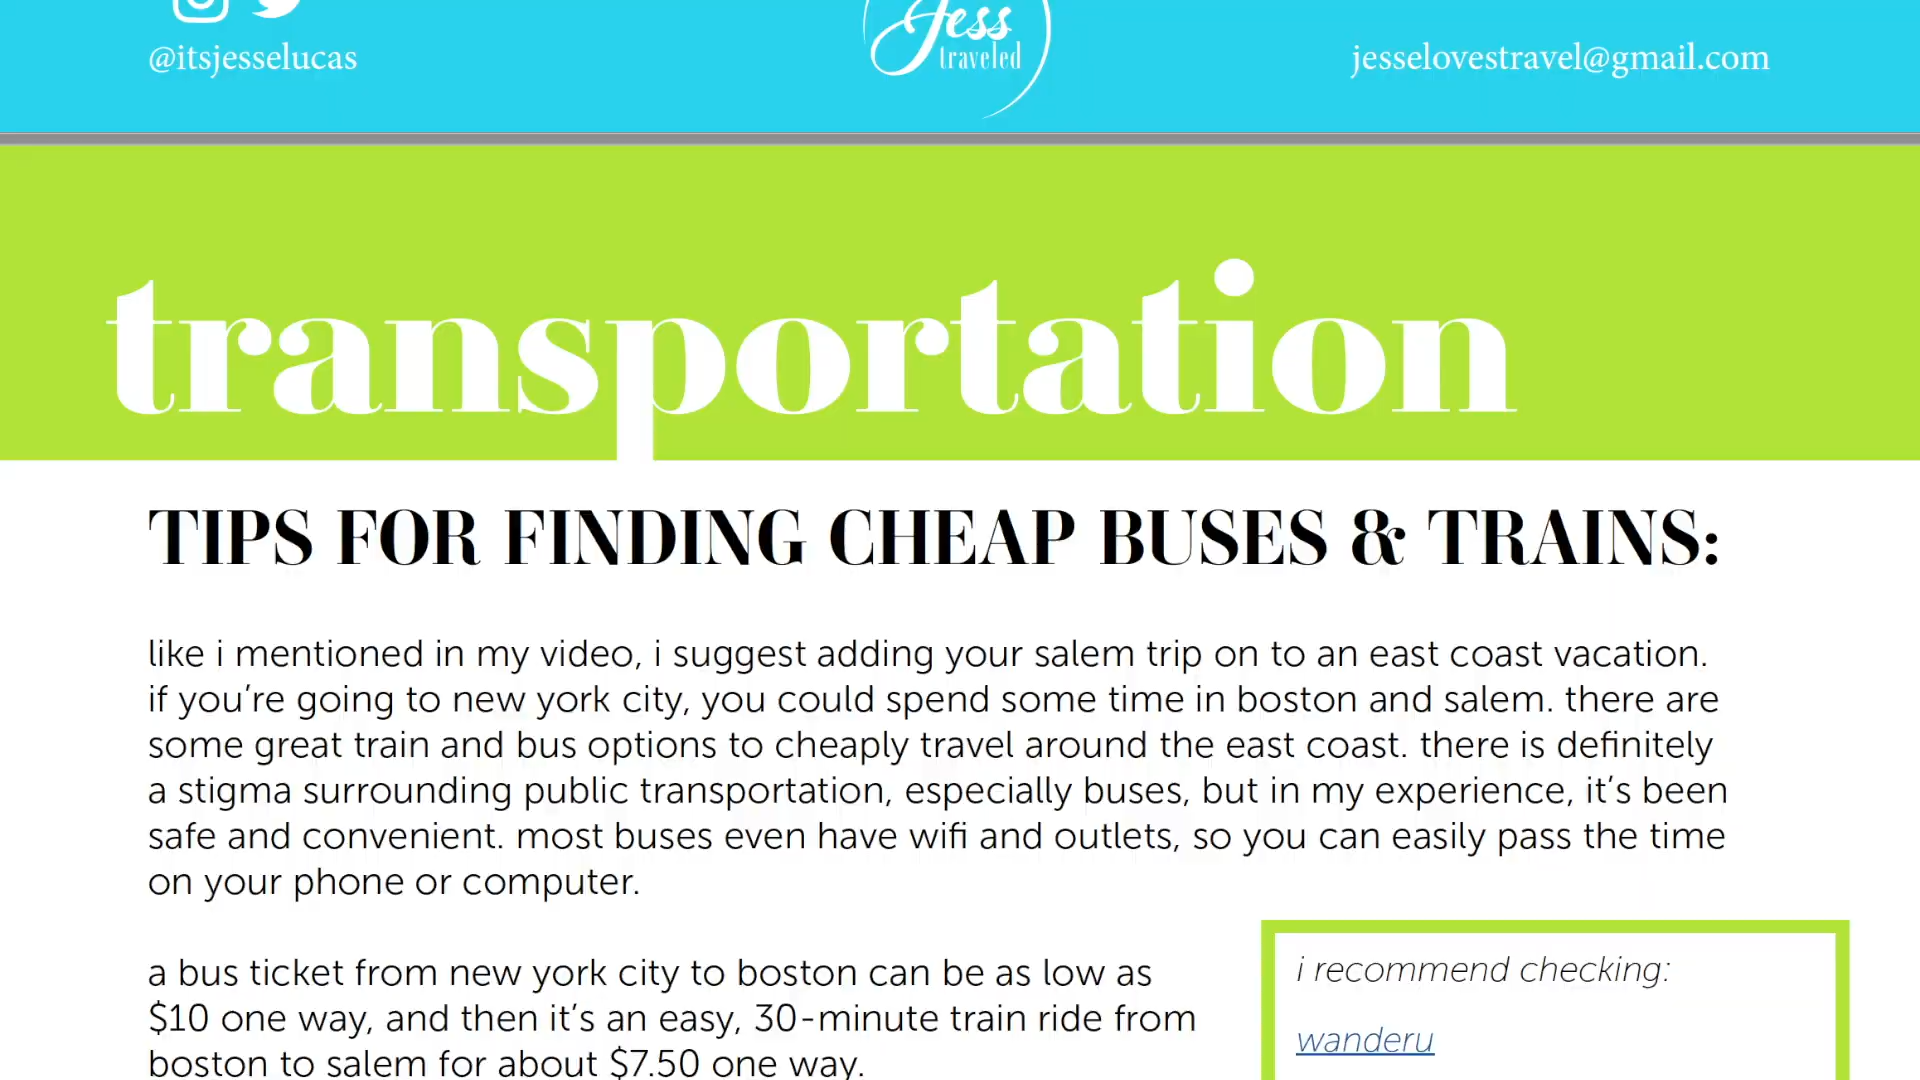 @itsjesselucas
Jess
traveled
jesselovestravel@gmail.com
transportation
TIPS FOR FINDING CHEAP BUSES & TRAINS:
like i mentioned in my video, i suggest adding your salem trip on to an east coast vacation.
if you’re going to new york city, you could spend some time in boston and salem. there are
some great train and bus options to cheaply travel around the east coast. there is definitely
a stigma surrounding public transportation, especially buses, but in my experience, it’s been
safe and convenient. most buses even have wifi and outlets, so you can easily pass the time
on your phone or computer.
a bus ticket from new york city to boston can be as low as
$10 one way, and then it’s an easy, 30-minute train ride from
boston to salem for about $7.50 one way.
i recommend checking:
wanderu